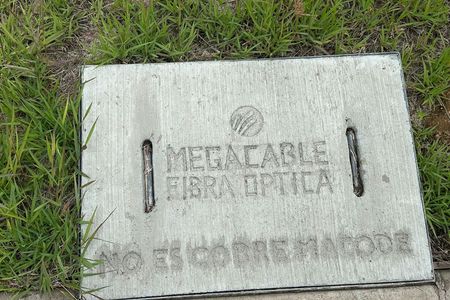 MEGACABLE
FIBRA OPTICA
NO ES COBRE MACODE